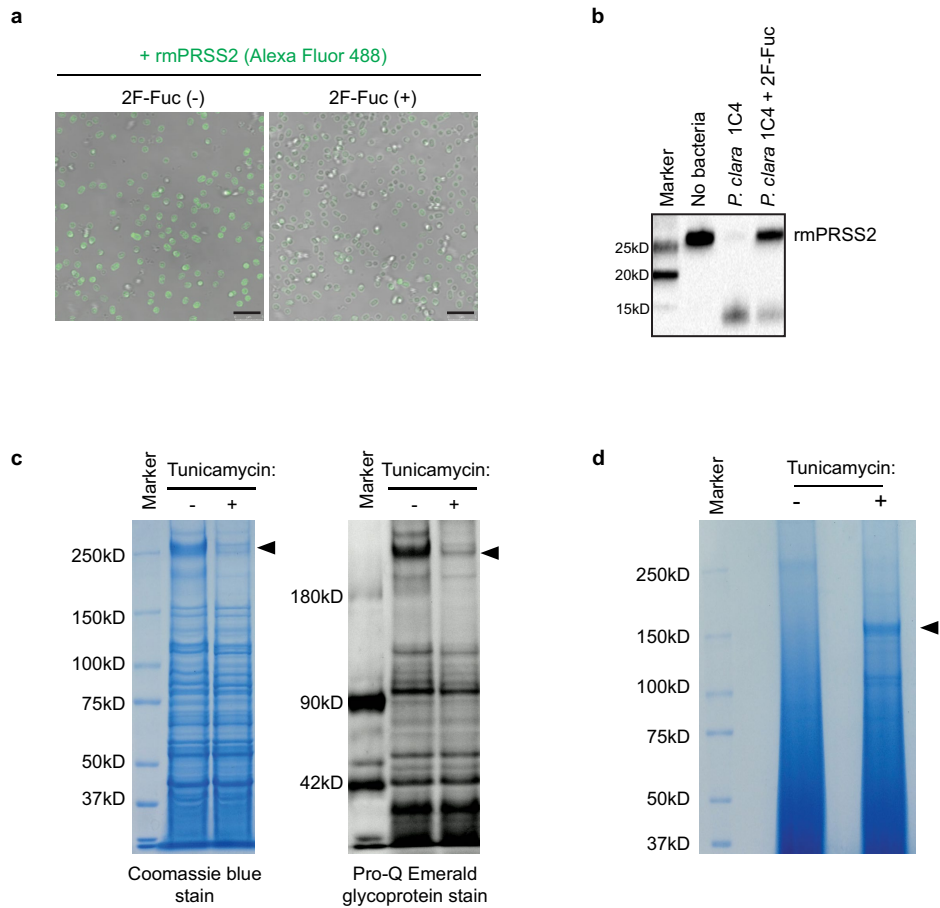 a
+ rmPRSS2 (Alexa Fluor 488)
2F-Fuc (-)
2F-Fuc (+)
b
Marker
No bacteria
P. clara 1C4
P. clara 1C4 + 2F-Fuc
25kD
20kD
15kD
rmPRSS2
c
Marker
Tunicamycin:
- +
250kD
150kD
100kD
75kD
50kD
37kD
Coomassie blue
stain
Marker
Tunicamycin:
- +
180kD
90kD
42kD
Pro-Q Emerald
glycoprotein stain
d
Marker
Tunicamycin:
- +
250kD
150kD
100kD
75kD
50kD
37kD